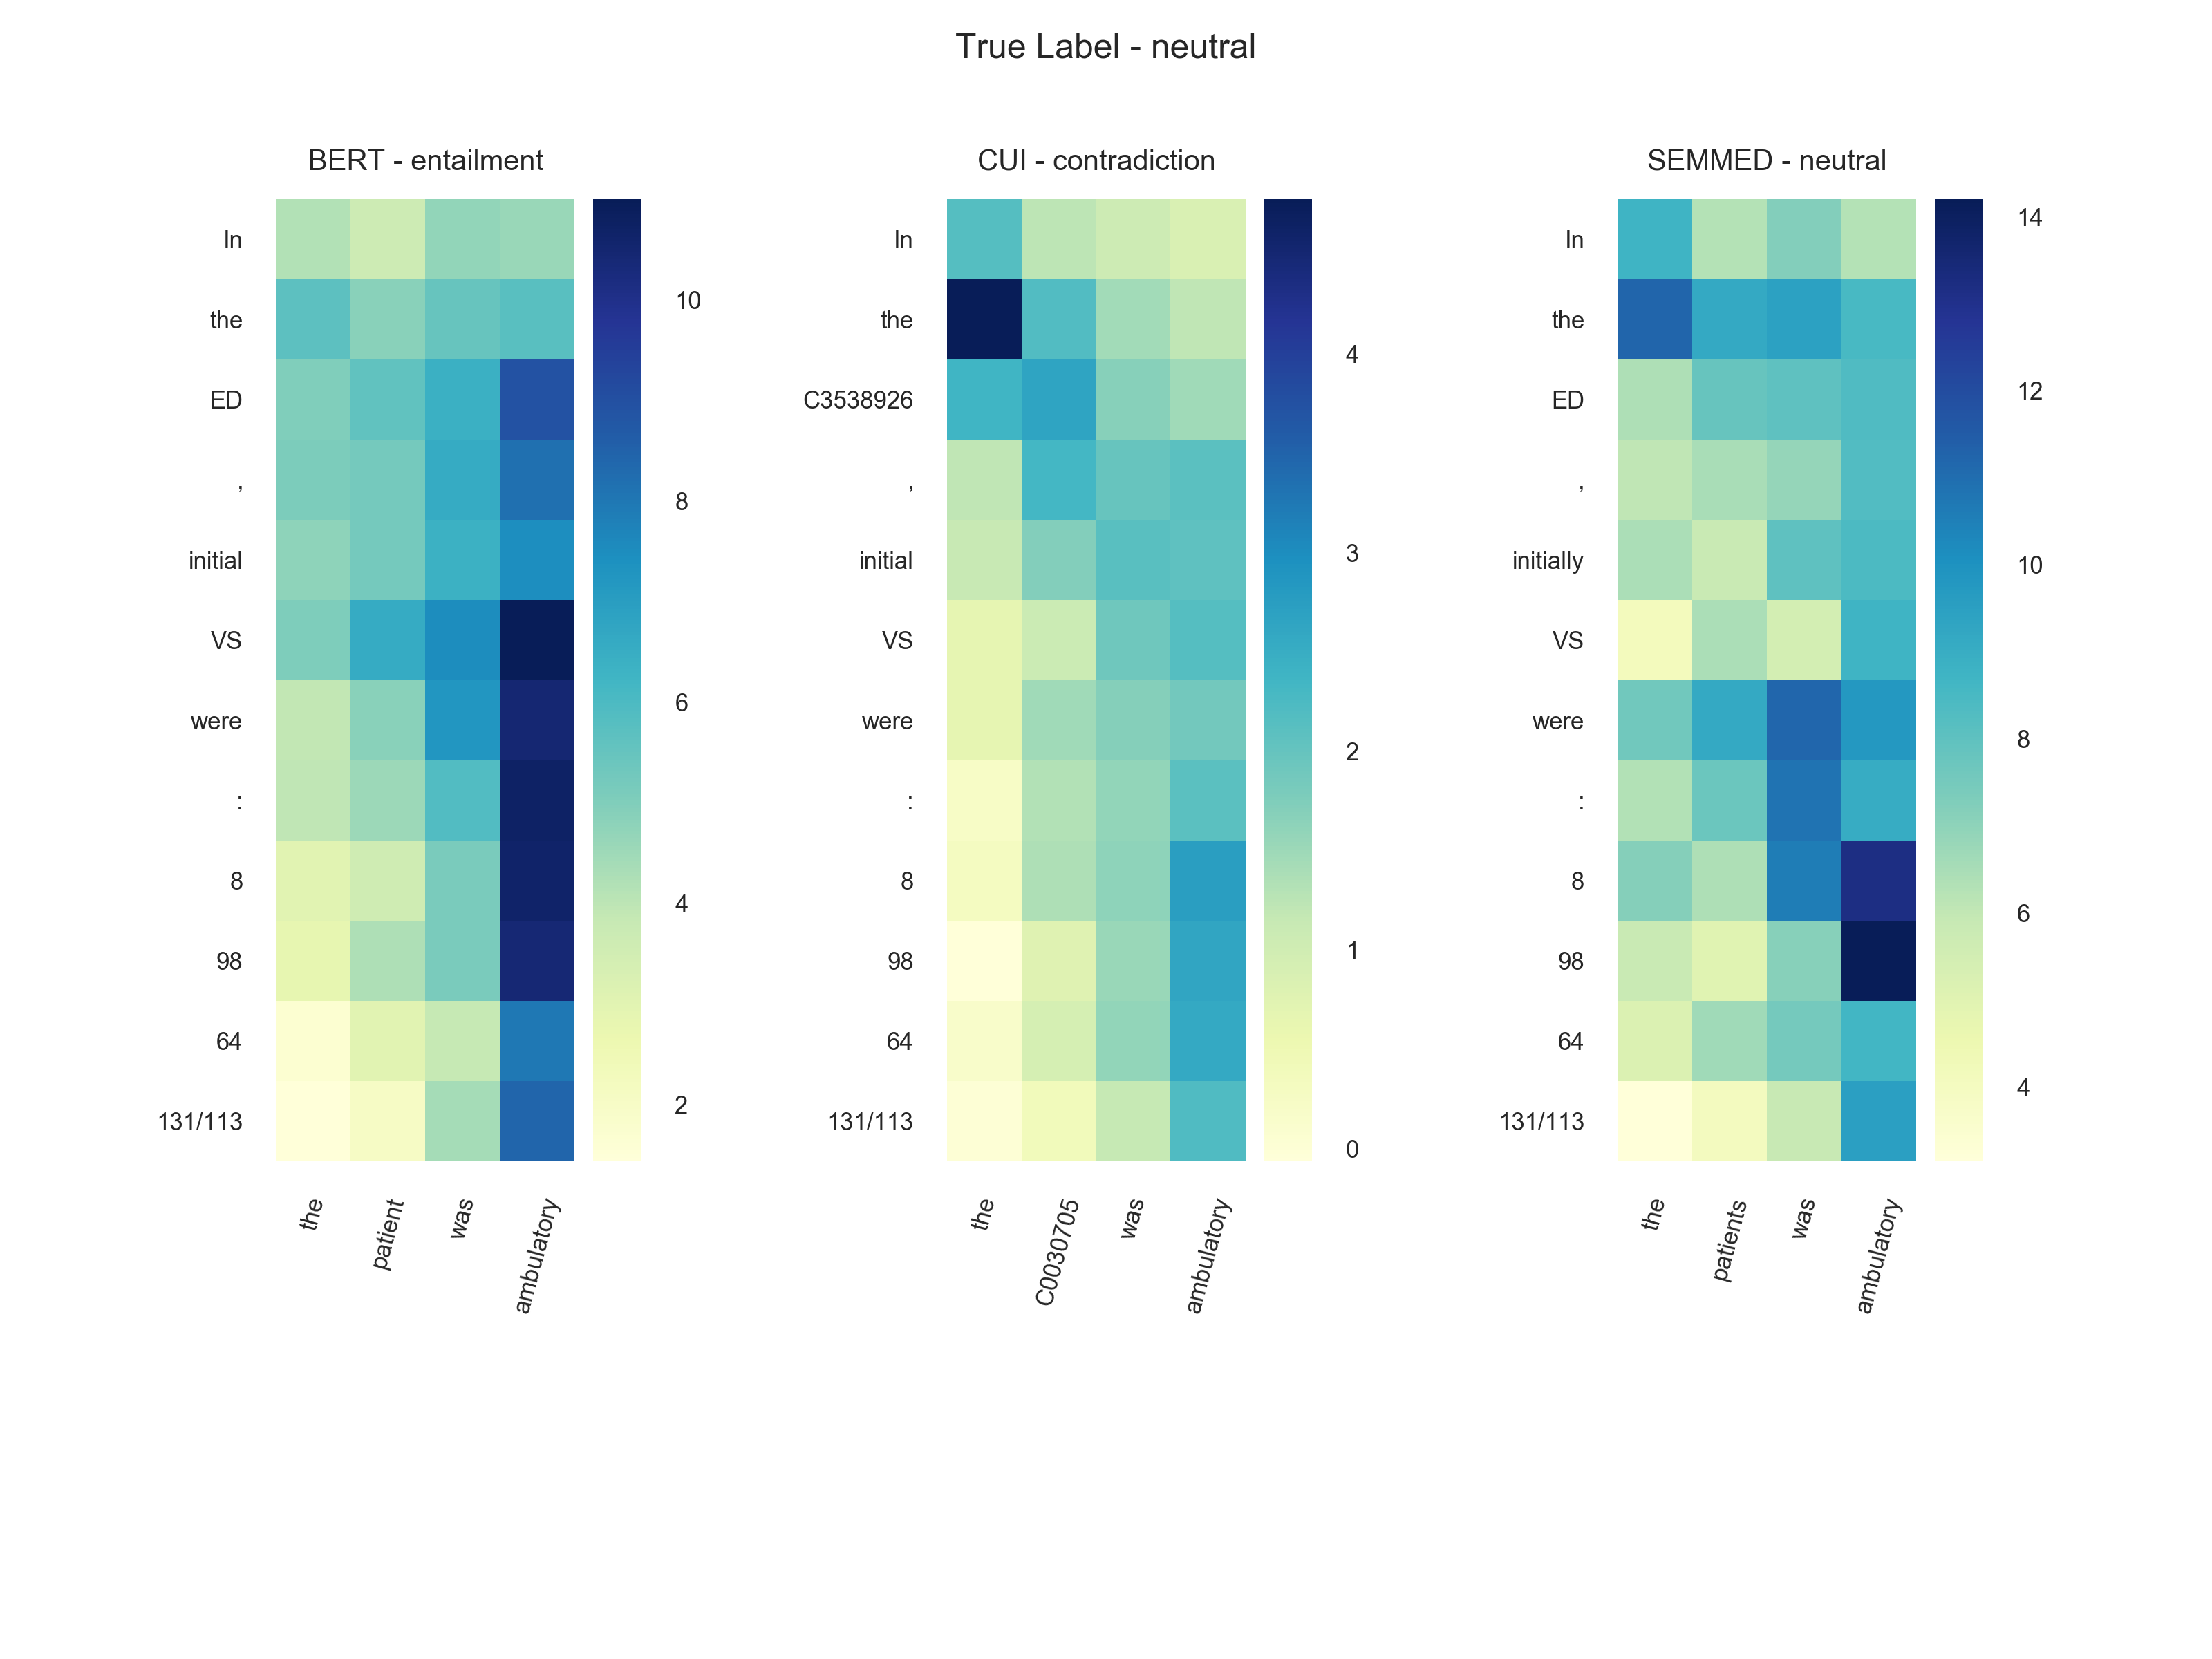 True Label - neutral
BERT - entailment
In
the
ED
,
initial
VS
were
:
8
98
64
131/113
the
patient
was
ambulatory
10
8
6
4
2
CUI - contradiction
In
the
C3538926
,
initial
VS
were
:
8
98
64
131/113
the
C0030705
was
ambulatory
4
3
2
1
0
SEMMED - neutral
In
the
ED
,
initially
VS
were
:
8
98
64
131/113
the
patients
was
ambulatory
14
12
10
8
6
4